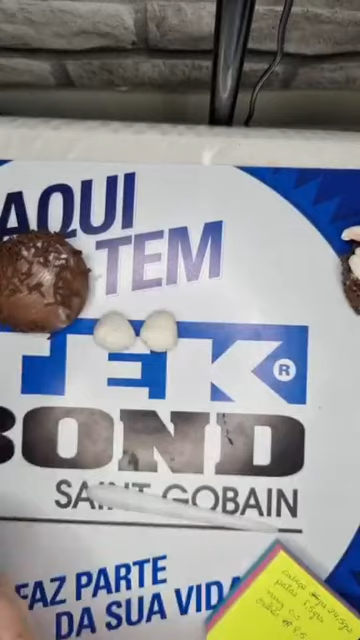 AQUI
TEM
TEK ®
BOND
SAINT-GOBAIN
FAZ PARTE
DA SUA VIDA